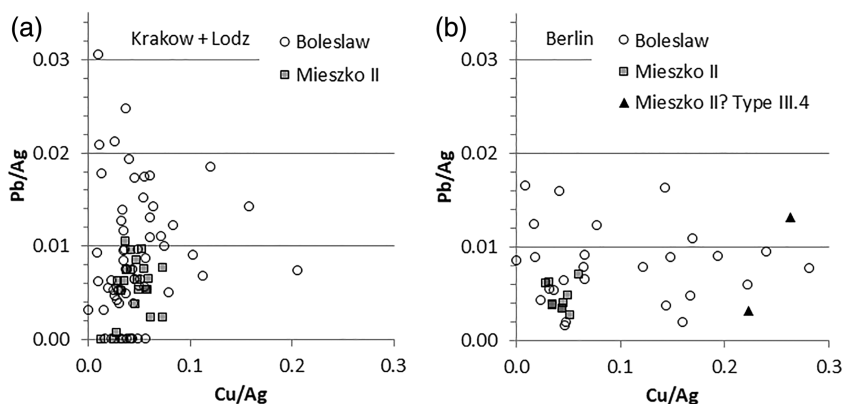 (a)
Krakow + Lodz
Boleslaw
Mieszko II
Pb/Ag
0.03
0.02
0.01
0.00
0.0
0.1
0.2
0.3
Cu/Ag
(b)
Berlin
Boleslaw
Mieszko II
Mieszko II? Type III.4
Pb/Ag
0.03
0.02
0.01
0.00
0.0
0.1
0.2
0.3
Cu/Ag